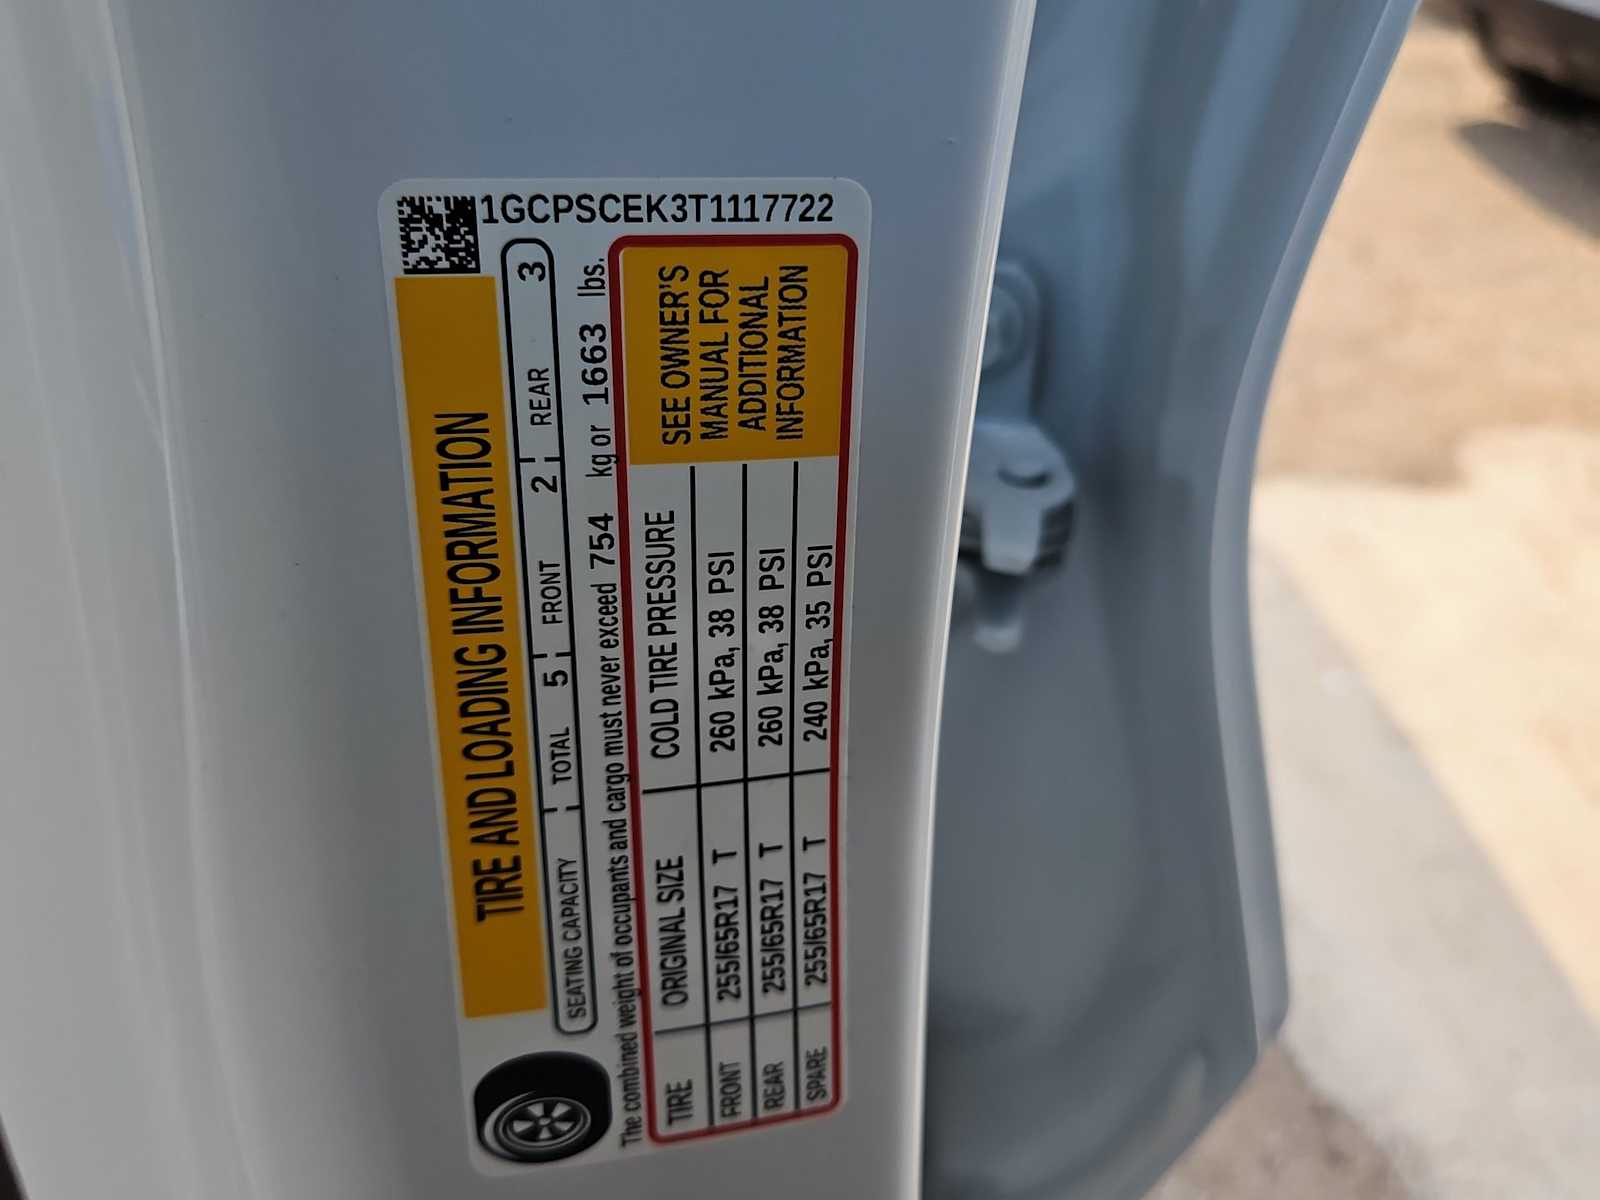 1GCPSCEK3T1117722
TIRE AND LOADING INFORMATION
SEATING CAPACITY TOTAL 5 FRONT 2 REAR 3
The combined weight of occupants and cargo must never exceed 754 kg or 1663 lbs.
TIRE ORIGINAL SIZE COLD TIRE PRESSURE
FRONT 255/65R17 T 260 kPa, 38 PSI
REAR 255/65R17 T 260 kPa, 38 PSI
SPARE 255/65R17 T 240 kPa, 35 PSI
SEE OWNER'S
MANUAL FOR
ADDITIONAL
INFORMATION